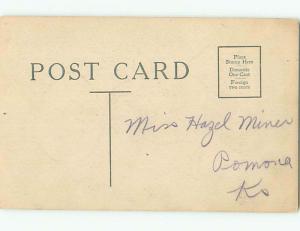 POST CARD
Place
Stamp Here
Domestic
One Cent
Foreign
Two Cents
Miss Hazel Miner
Pomona
Ks